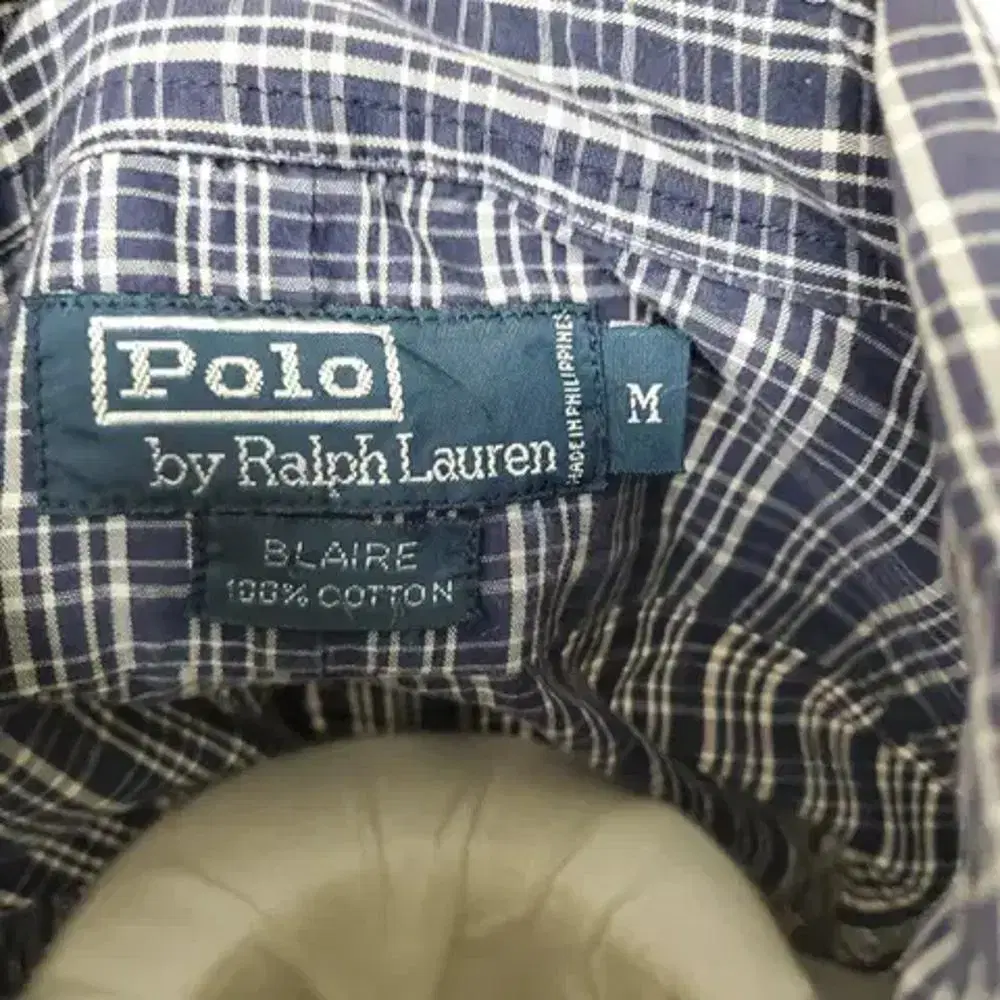 Polo
by Ralph Lauren
MADE IN PHILIPPINES
M
BLAIRE
100% COTTON